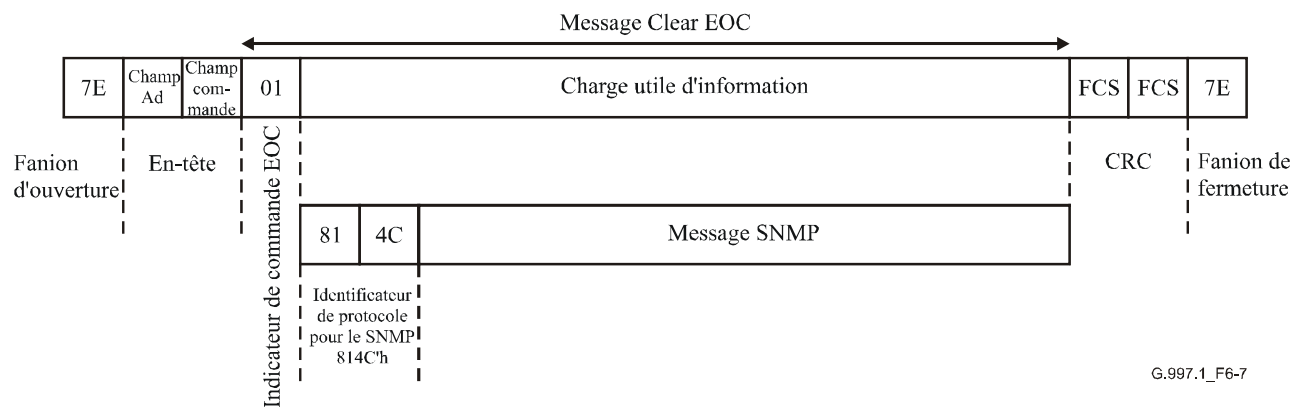 Message Clear EOC
7E
Champ
Ad
Champ
com-
mande
01
Charge utile d'information
FCS
FCS
7E
Fanion
d'ouverture
En-tête
Indicateur de commande EOC
CRC
Fanion de
fermeture
81
4C
Message SNMP
Identificateur
de protocole
pour le SNMP
814C'h
G.997.1_F6-7